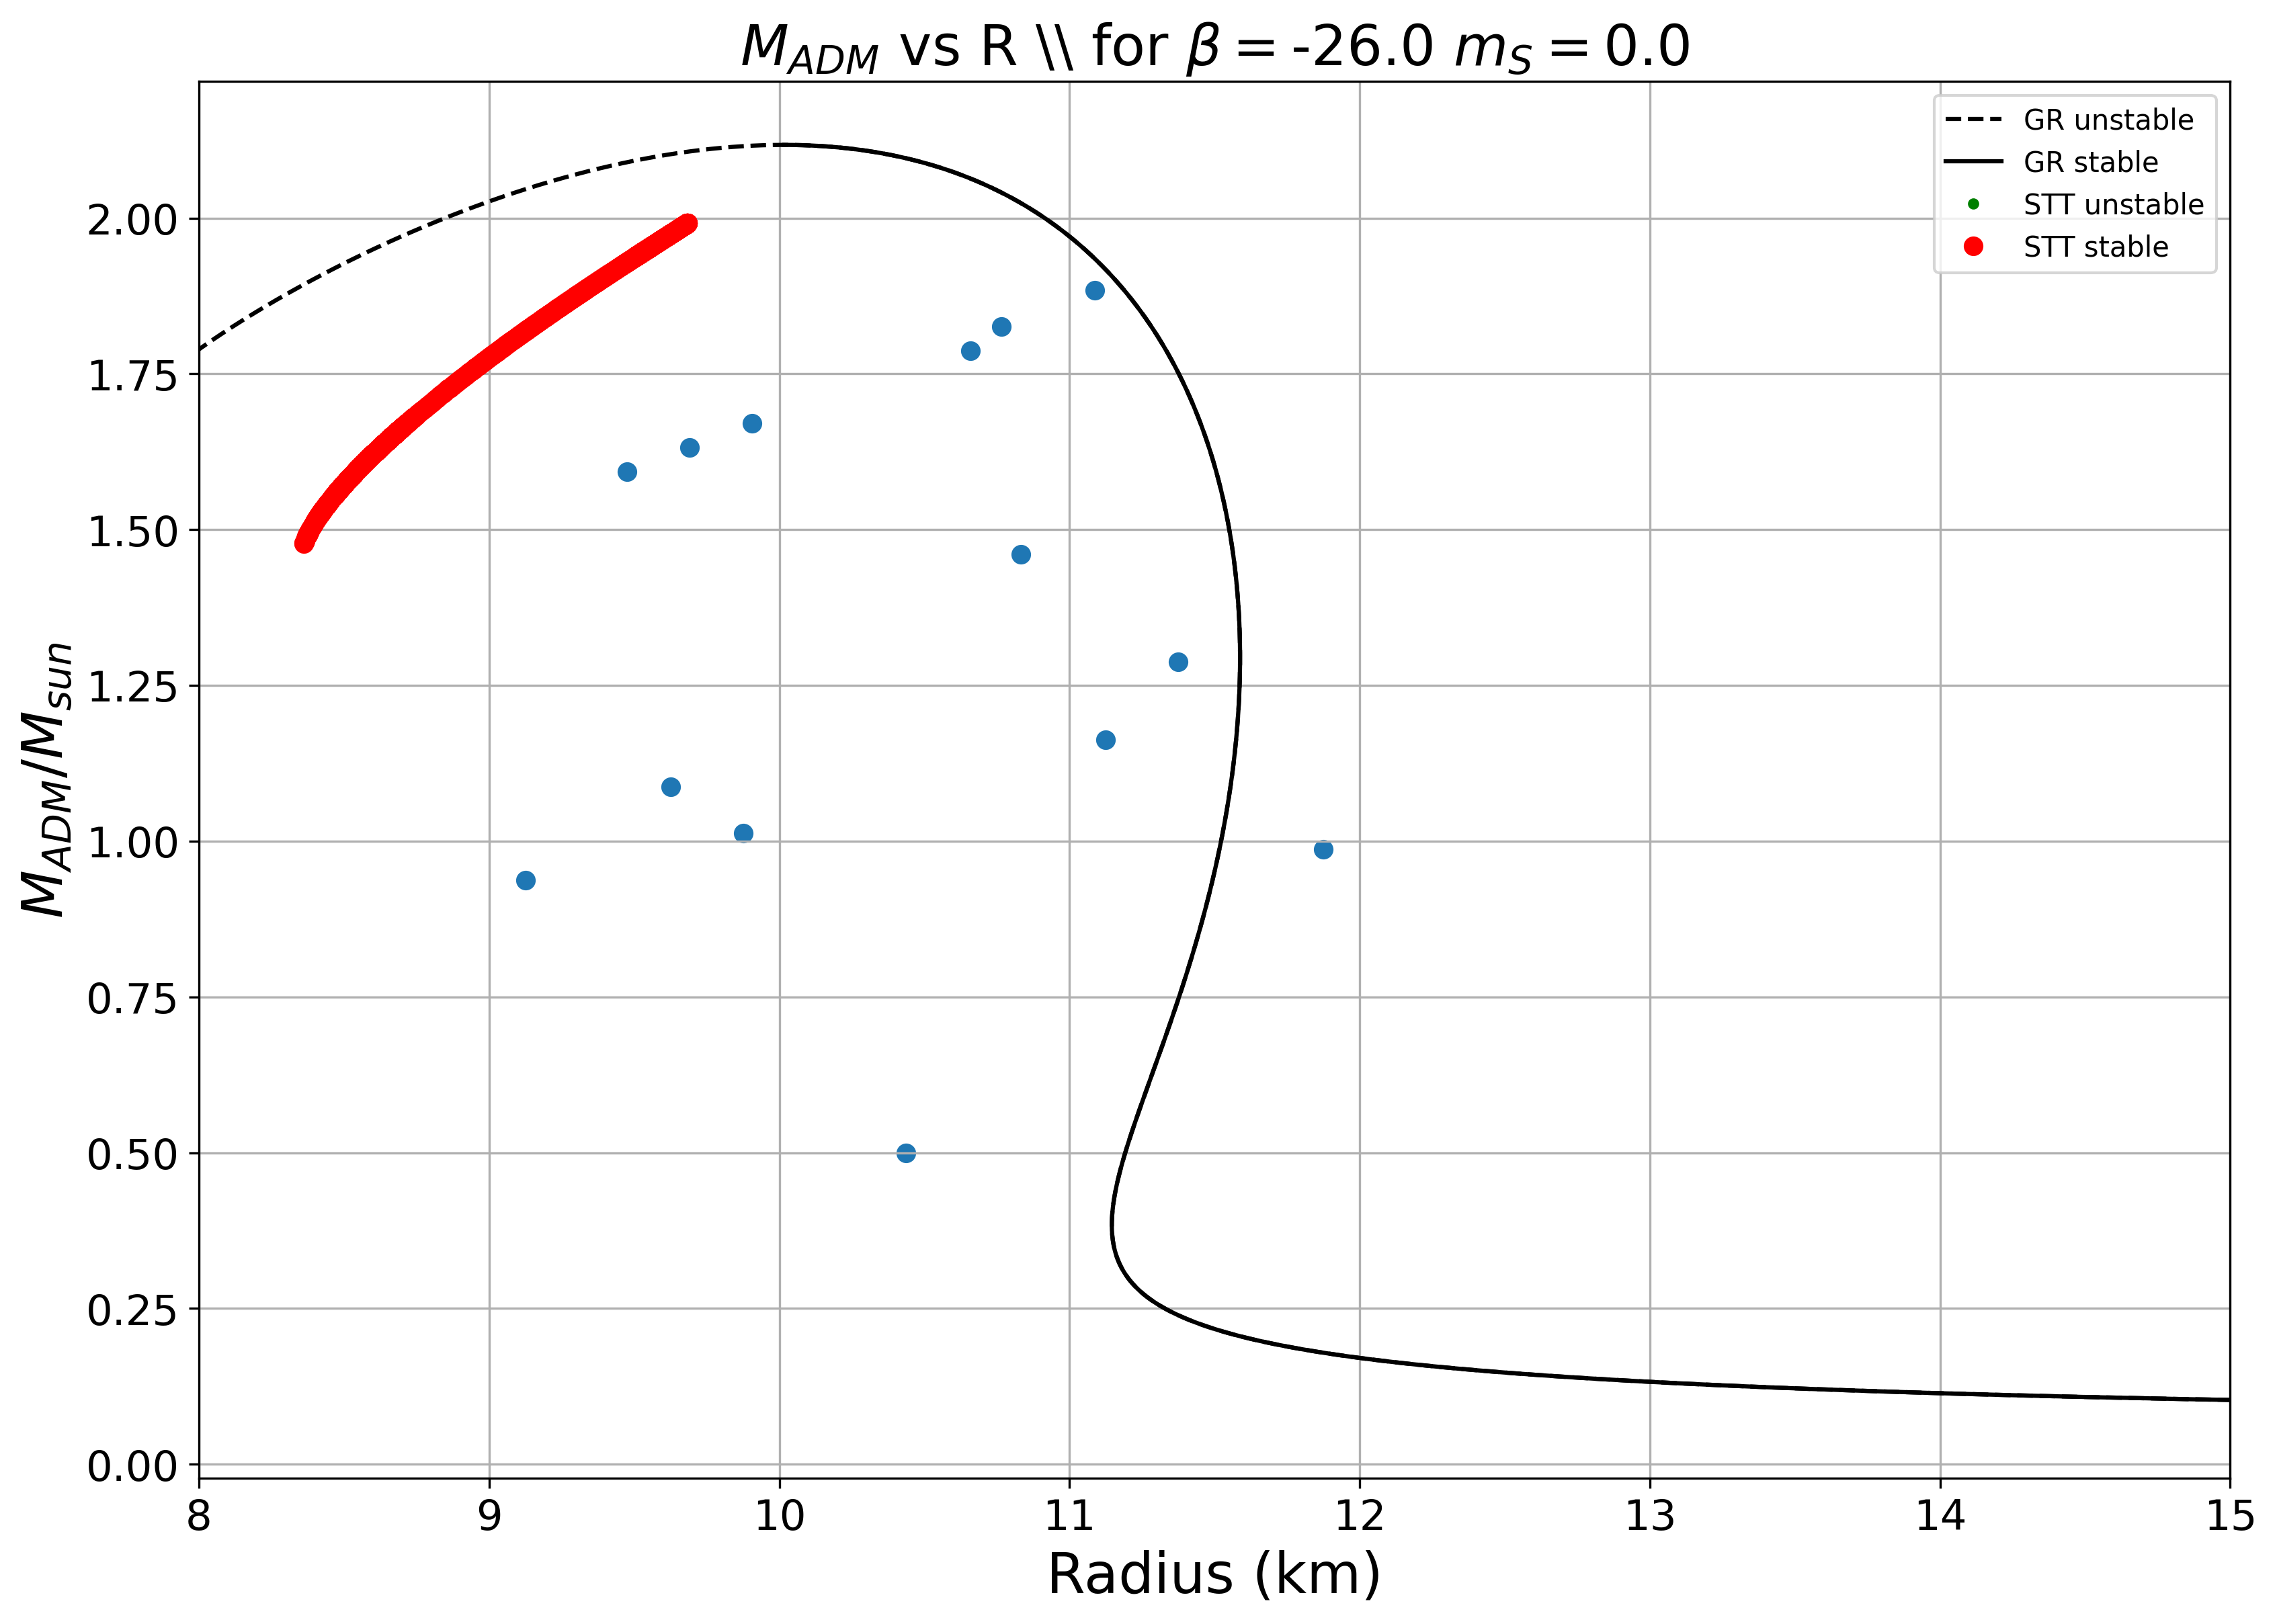 M_ADM vs R \\ for β = -26.0 m_S = 0.0
GR unstable
GR stable
STT unstable
STT stable
M_ADM/M_sun
2.00
1.75
1.50
1.25
1.00
0.75
0.50
0.25
0.00
8 9 10 11 12 13 14 15
Radius (km)